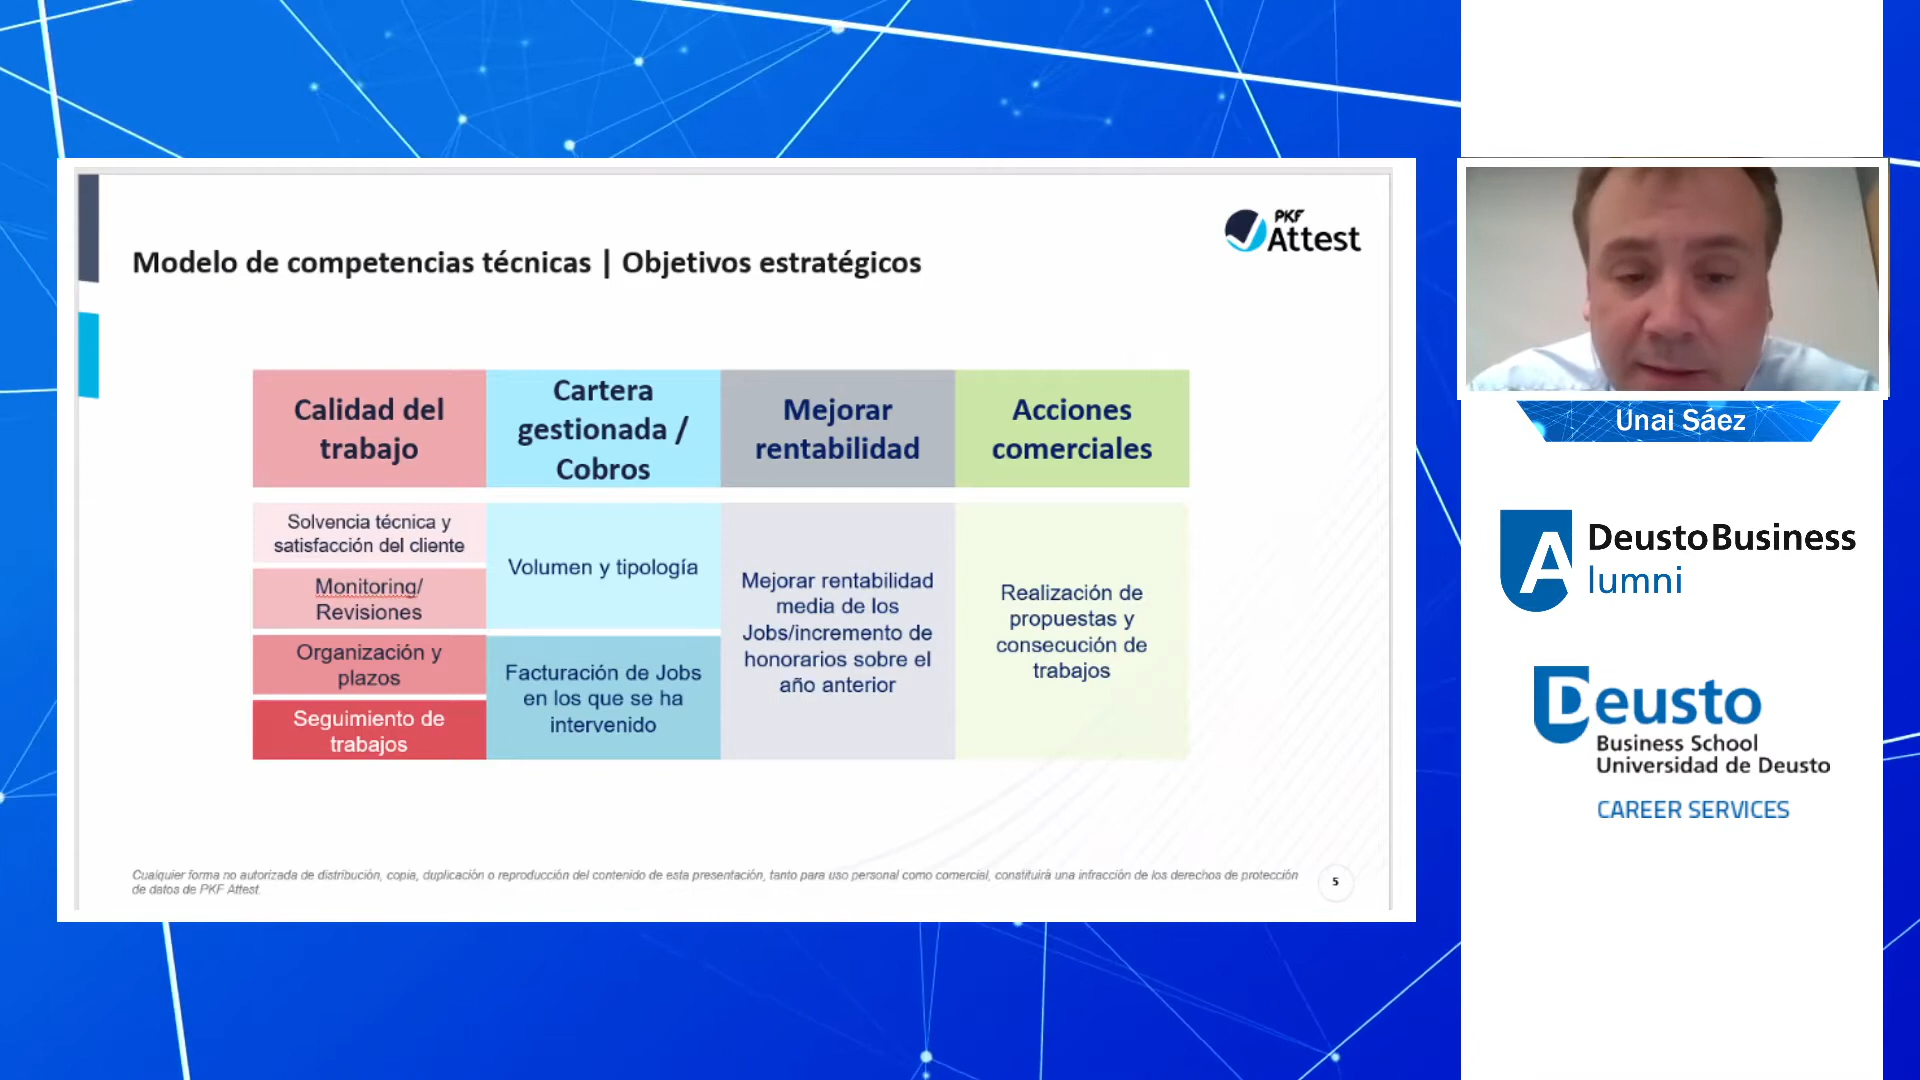 PKF
Attest
Modelo de competencias técnicas | Objetivos estratégicos
Calidad del
trabajo
Cartera
gestionada /
Cobros
Mejorar
rentabilidad
Acciones
comerciales
Solvencia técnica y
satisfacción del cliente
Monitoring/
Revisiones
Organización y
plazos
Seguimiento de
trabajos
Volumen y tipología
Facturación de Jobs
en los que se ha
intervenido
Mejorar rentabilidad
media de los
Jobs/incremento de
honorarios sobre el
año anterior
Realización de
propuestas y
consecución de
trabajos
Cualquier forma no autorizada de distribución, copia, duplicación o reproducción del contenido de esta presentación, tanto para uso personal como comercial, constituirá una infracción de los derechos de protección
de datos de PKF Attest.
5
Unai Sáez
DeustoBusiness
Alumni
Deusto
Business School
Universidad de Deusto
CAREER SERVICES